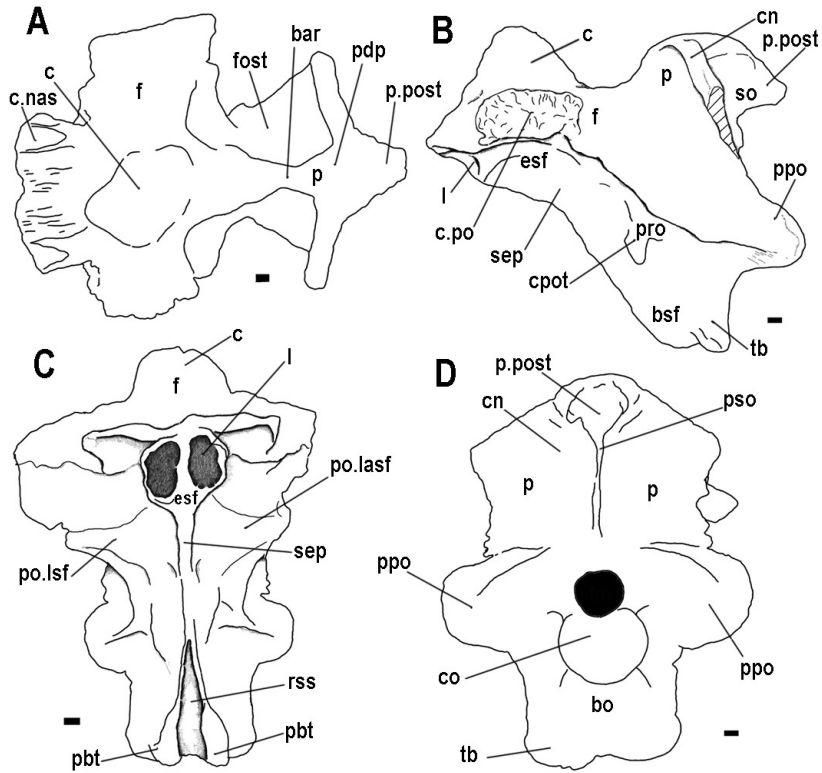 A
bar
pdp
fost
c
f
c.nas
p.post
p
B
c
cn
p
p.post
so
f
esf
l
c.po
sep
pro
cpot
ppo
bsf
tb
C
c
f
l
po.lasf
esf
sep
po.lsf
rss
pbt
pbt
D
p.post
cn
pso
p
p
ppo
co
ppo
bo
tb